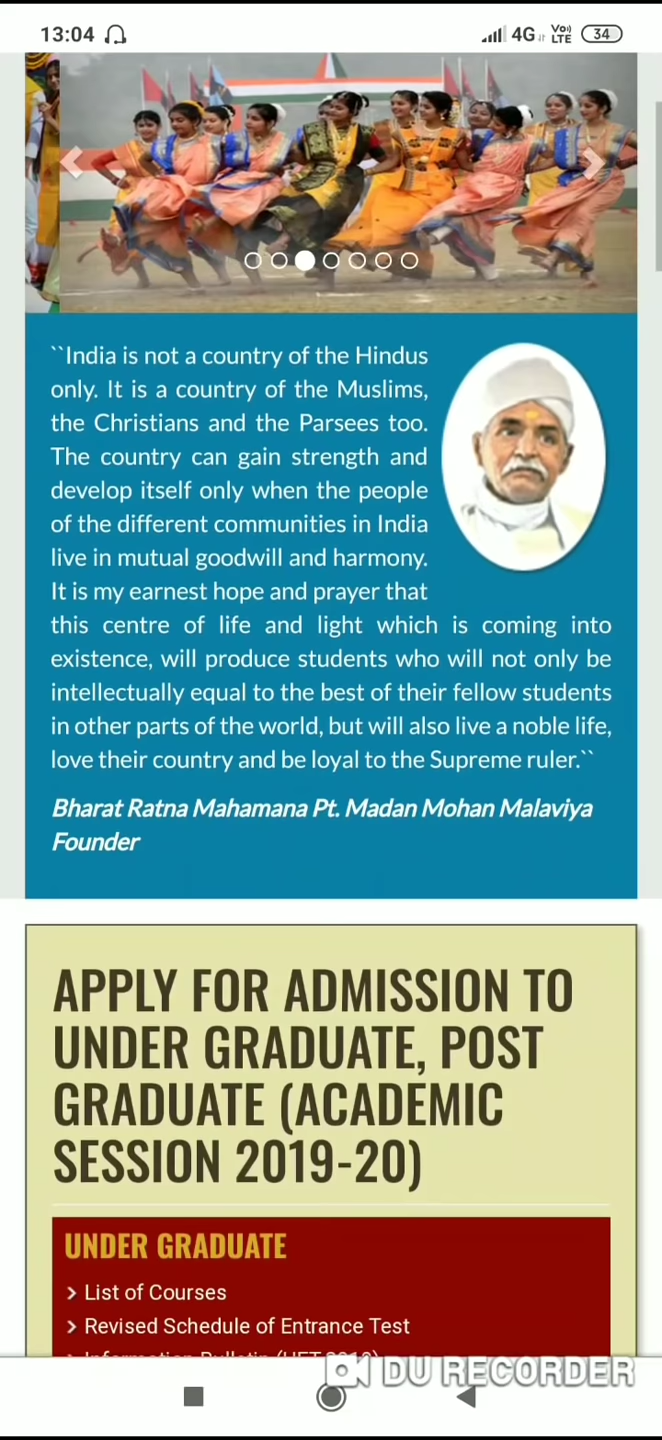 13:04
4G
Vo))
LTE
34
``India is not a country of the Hindus
only. It is a country of the Muslims,
the Christians and the Parsees too.
The country can gain strength and
develop itself only when the people
of the different communities in India
live in mutual goodwill and harmony.
It is my earnest hope and prayer that
this centre of life and light which is coming into
existence, will produce students who will not only be
intellectually equal to the best of their fellow students
in other parts of the world, but will also live a noble life,
love their country and be loyal to the Supreme ruler.``
Bharat Ratna Mahamana Pt. Madan Mohan Malaviya
Founder
APPLY FOR ADMISSION TO
UNDER GRADUATE, POST
GRADUATE (ACADEMIC
SESSION 2019-20)
UNDER GRADUATE
> List of Courses
> Revised Schedule of Entrance Test
> Information Bulletin (UET 2019)
DU RECORDER